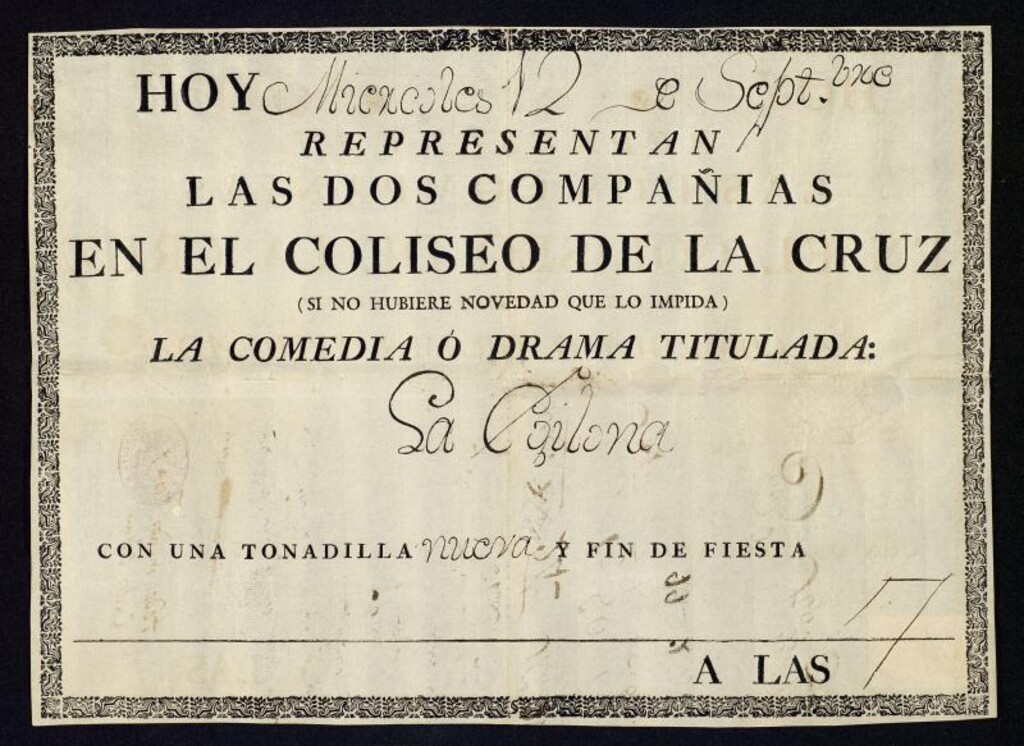 HOY Miercoles 12 de Sept.bre
REPRESENTAN
LAS DOS COMPAÑIAS
EN EL COLISEO DE LA CRUZ
(SI NO HUBIERE NOVEDAD QUE LO IMPIDA)
LA COMEDIA Ó DRAMA TITULADA:
La
CON UNA TONADILLA nueva Y FIN DE FIESTA
A LAS 7